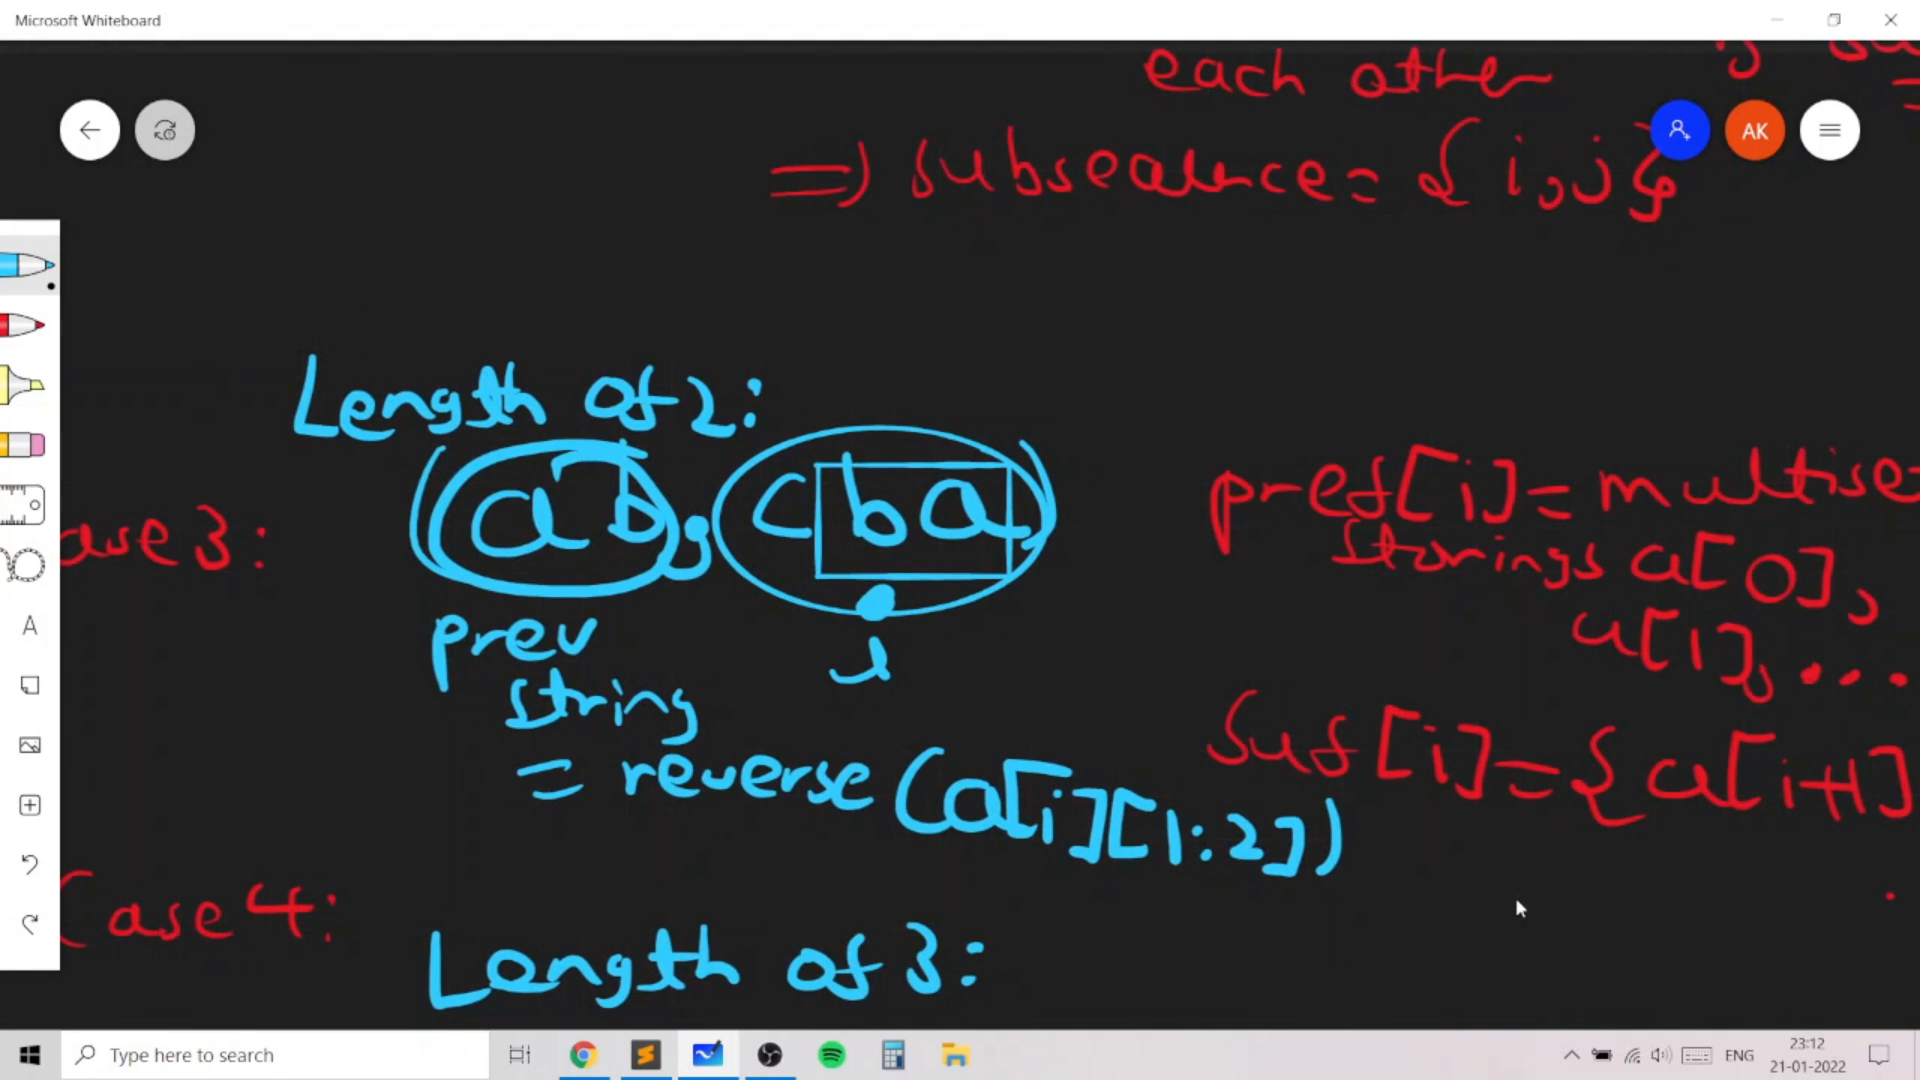 Microsoft Whiteboard
each other
AK
=) subsequence = { i, j }
Length of 2:
(ab, cba)
ase 3:
pref[i] = multise
storings a[0],
a[1], ...
prev
i
string
= reverse (a[i][1:2])
Suf[i] = { a[i+1]
Case 4:
Length of 3:
A
Type here to search
ENG
23:12
21-01-2022